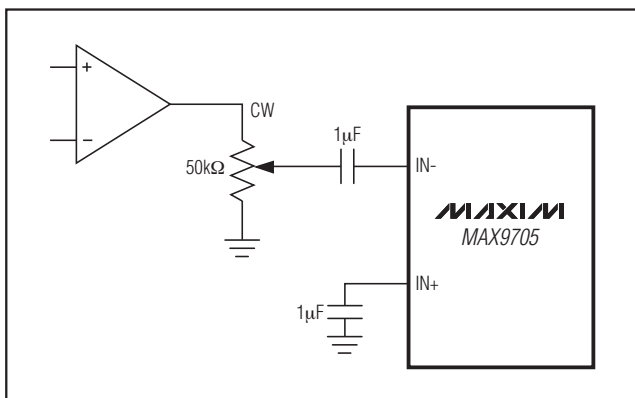 +
−
CW
50kΩ
1μF
IN-
MAXIM
MAX9705
IN+
1μF